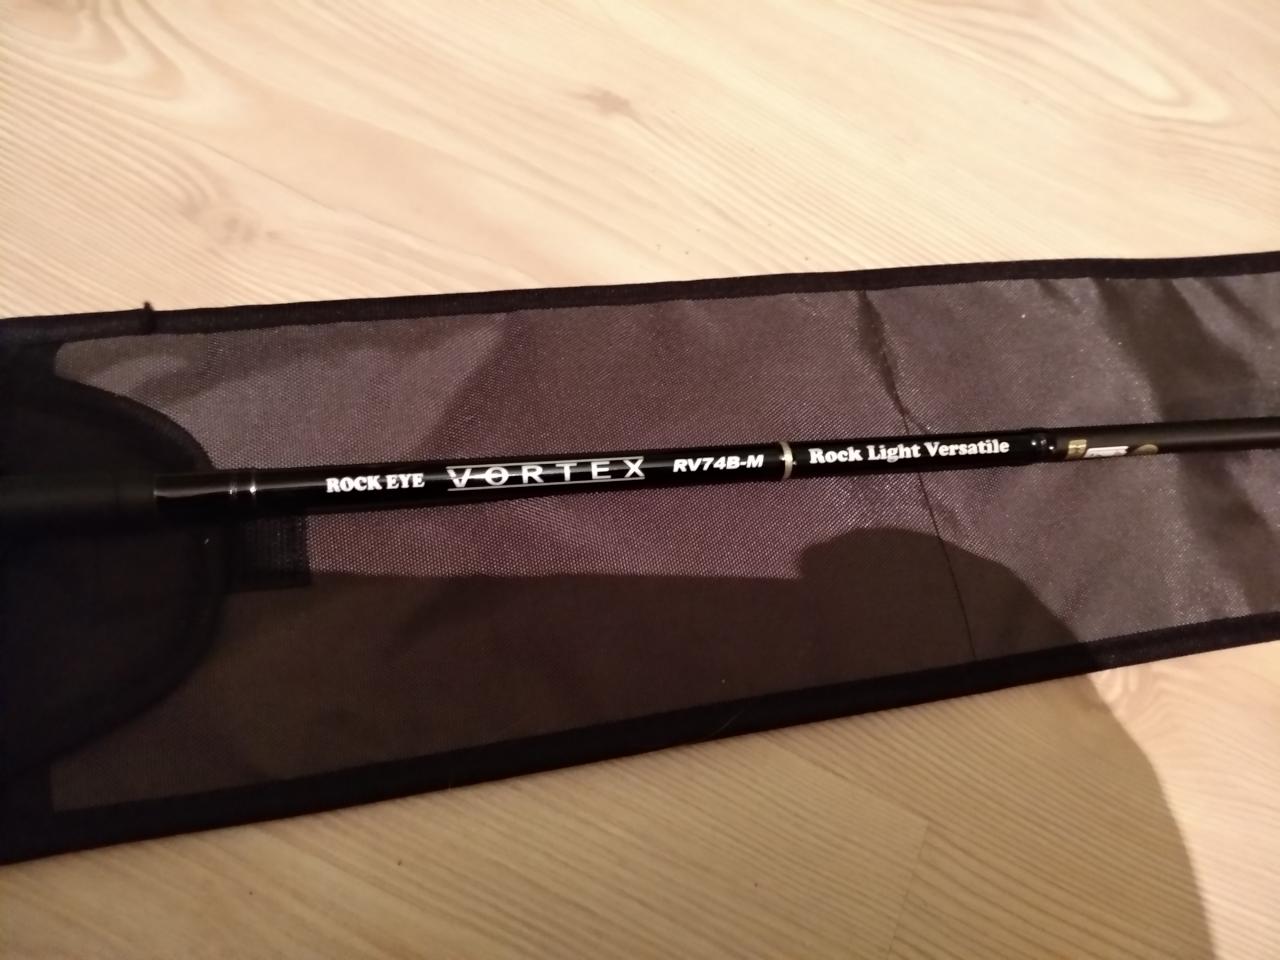 ROCK EYE VORTEX RV74B-M Rock Light Versatile